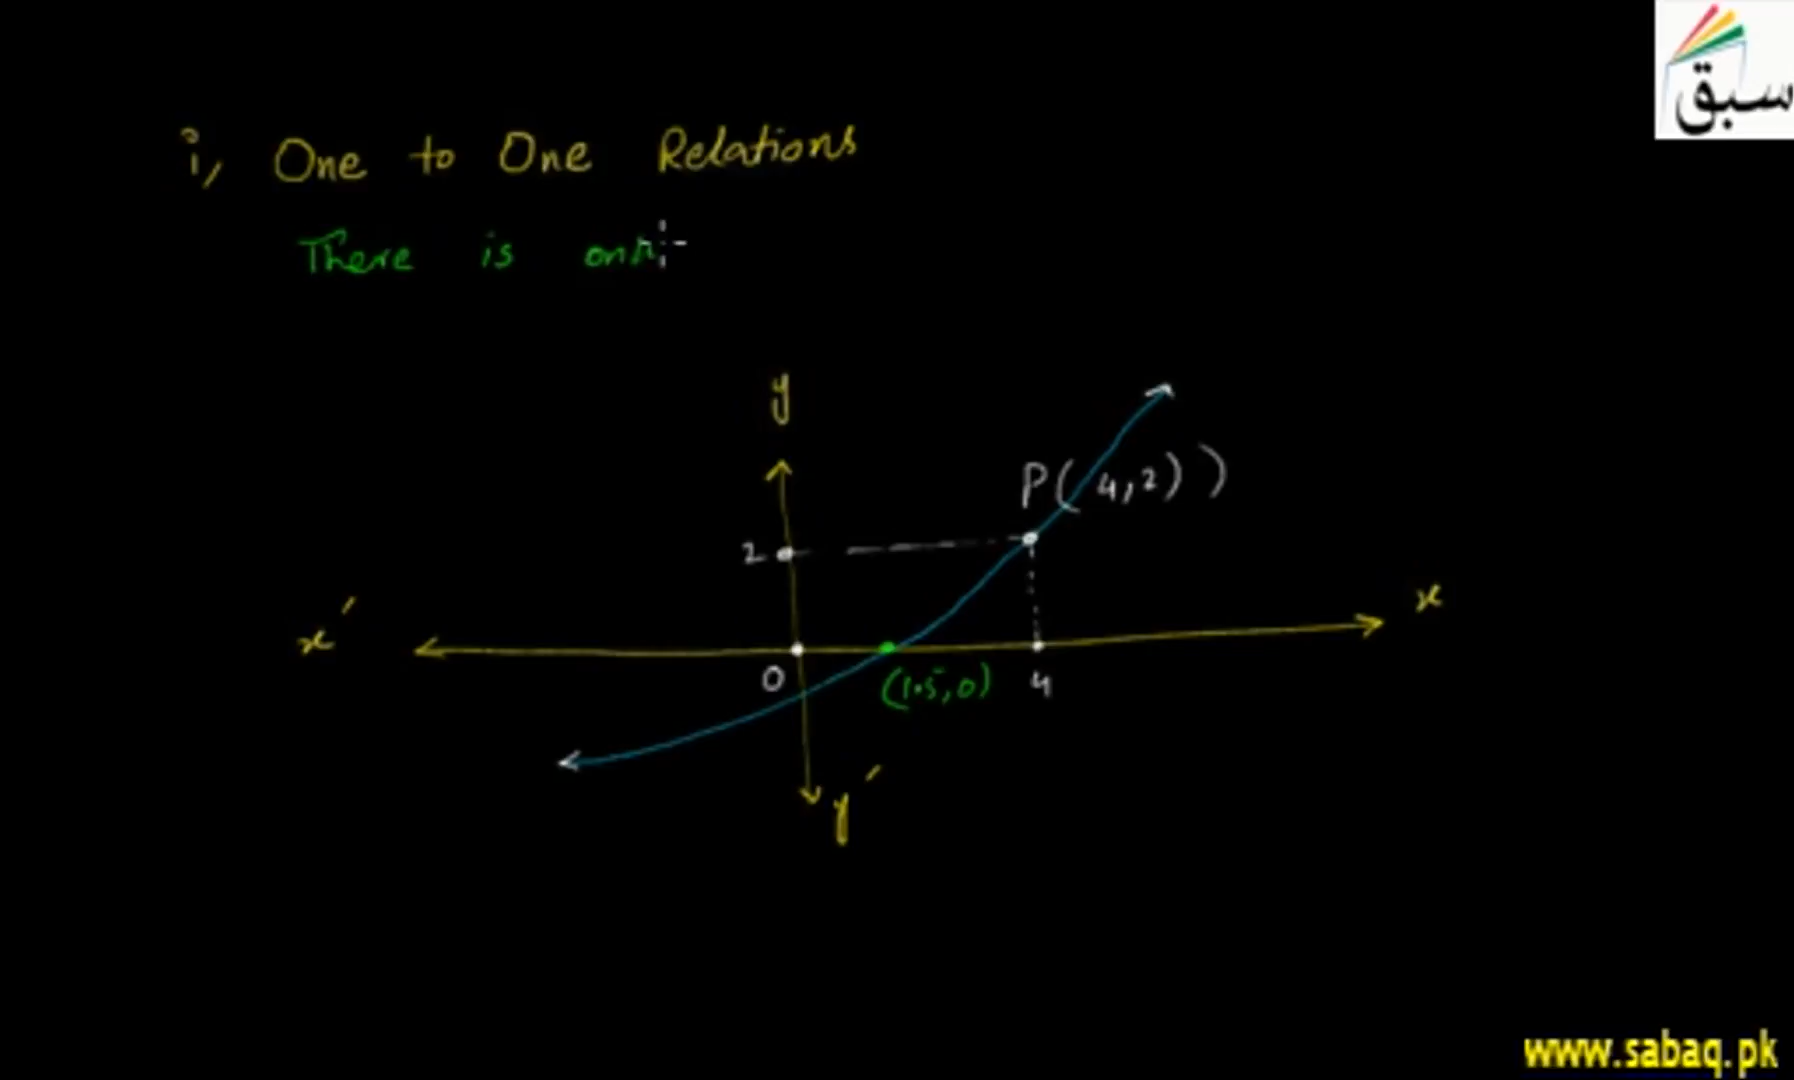 سبق
i, One to One Relations
There is
y
P( 4,2) )
2
x′
x
0
(1.5,0)
4
y′
www.sabaq.pk